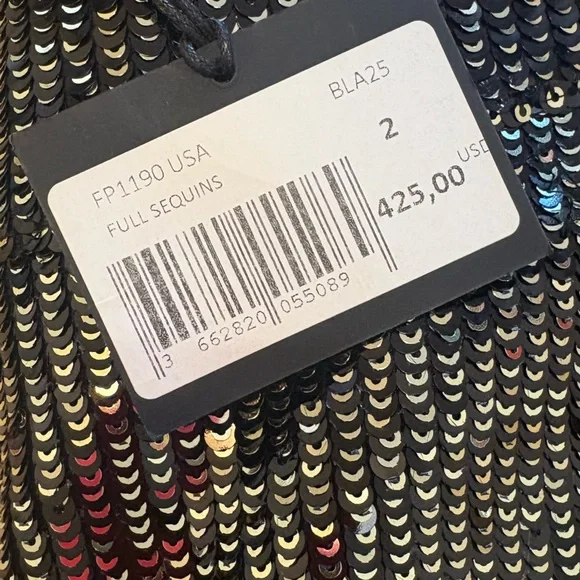 BLA25
FP1190 USA
2
FULL SEQUINS
425,00 USD
3 662820 055089